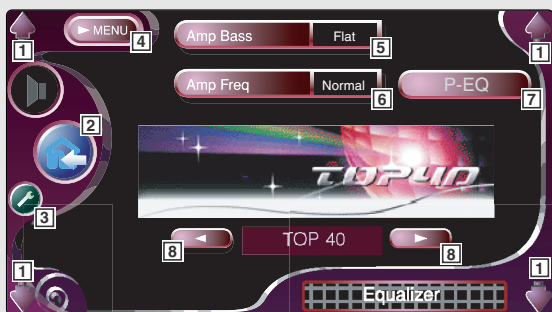 1
► MENU
4
Amp Bass Flat
5
1
Amp Freq Normal
6
P-EQ
7
2
TOP40
3
8 ◄ TOP 40 ► 8
1
Equalizer
1